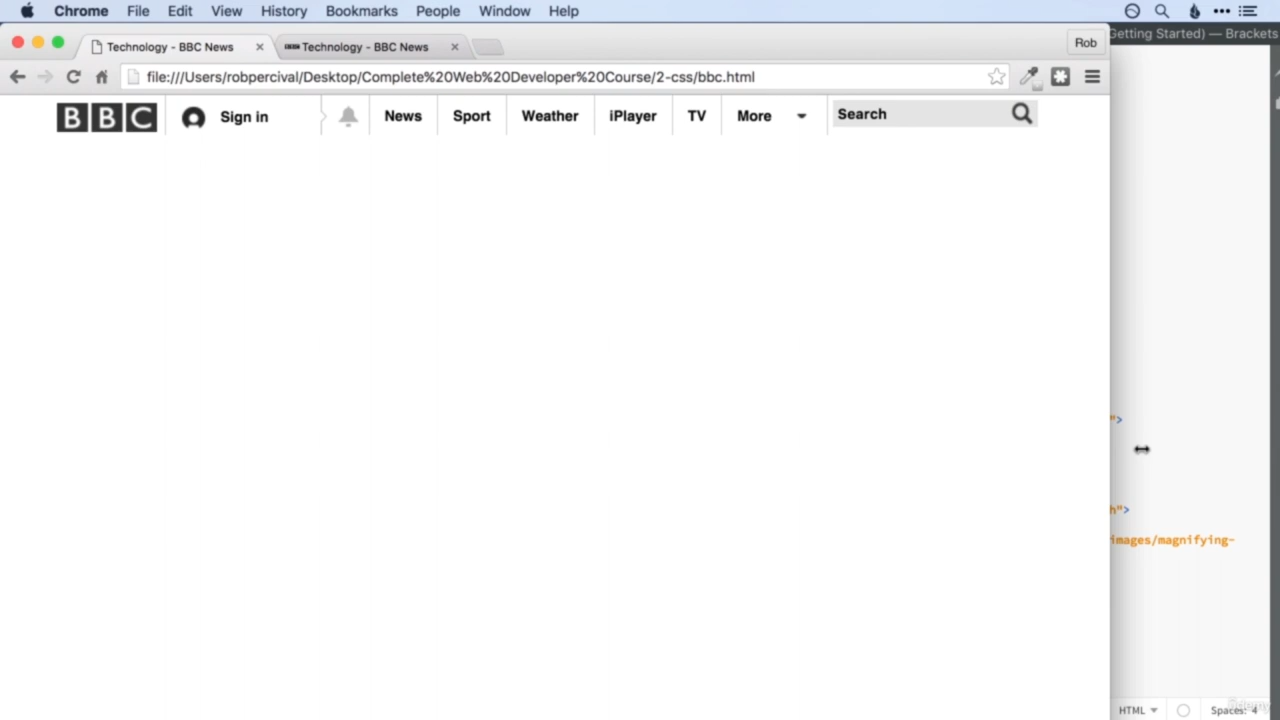 Chrome File Edit View History Bookmarks People Window Help
Getting Started) — Brackets
Technology - BBC News Technology - BBC News Rob
file:///Users/robpercival/Desktop/Complete%20Web%20Developer%20Course/2-css/bbc.html
BBC Sign in News Sport Weather iPlayer TV More Search
">
h">
images/magnifying-
HTML Spaces: 4
udemy